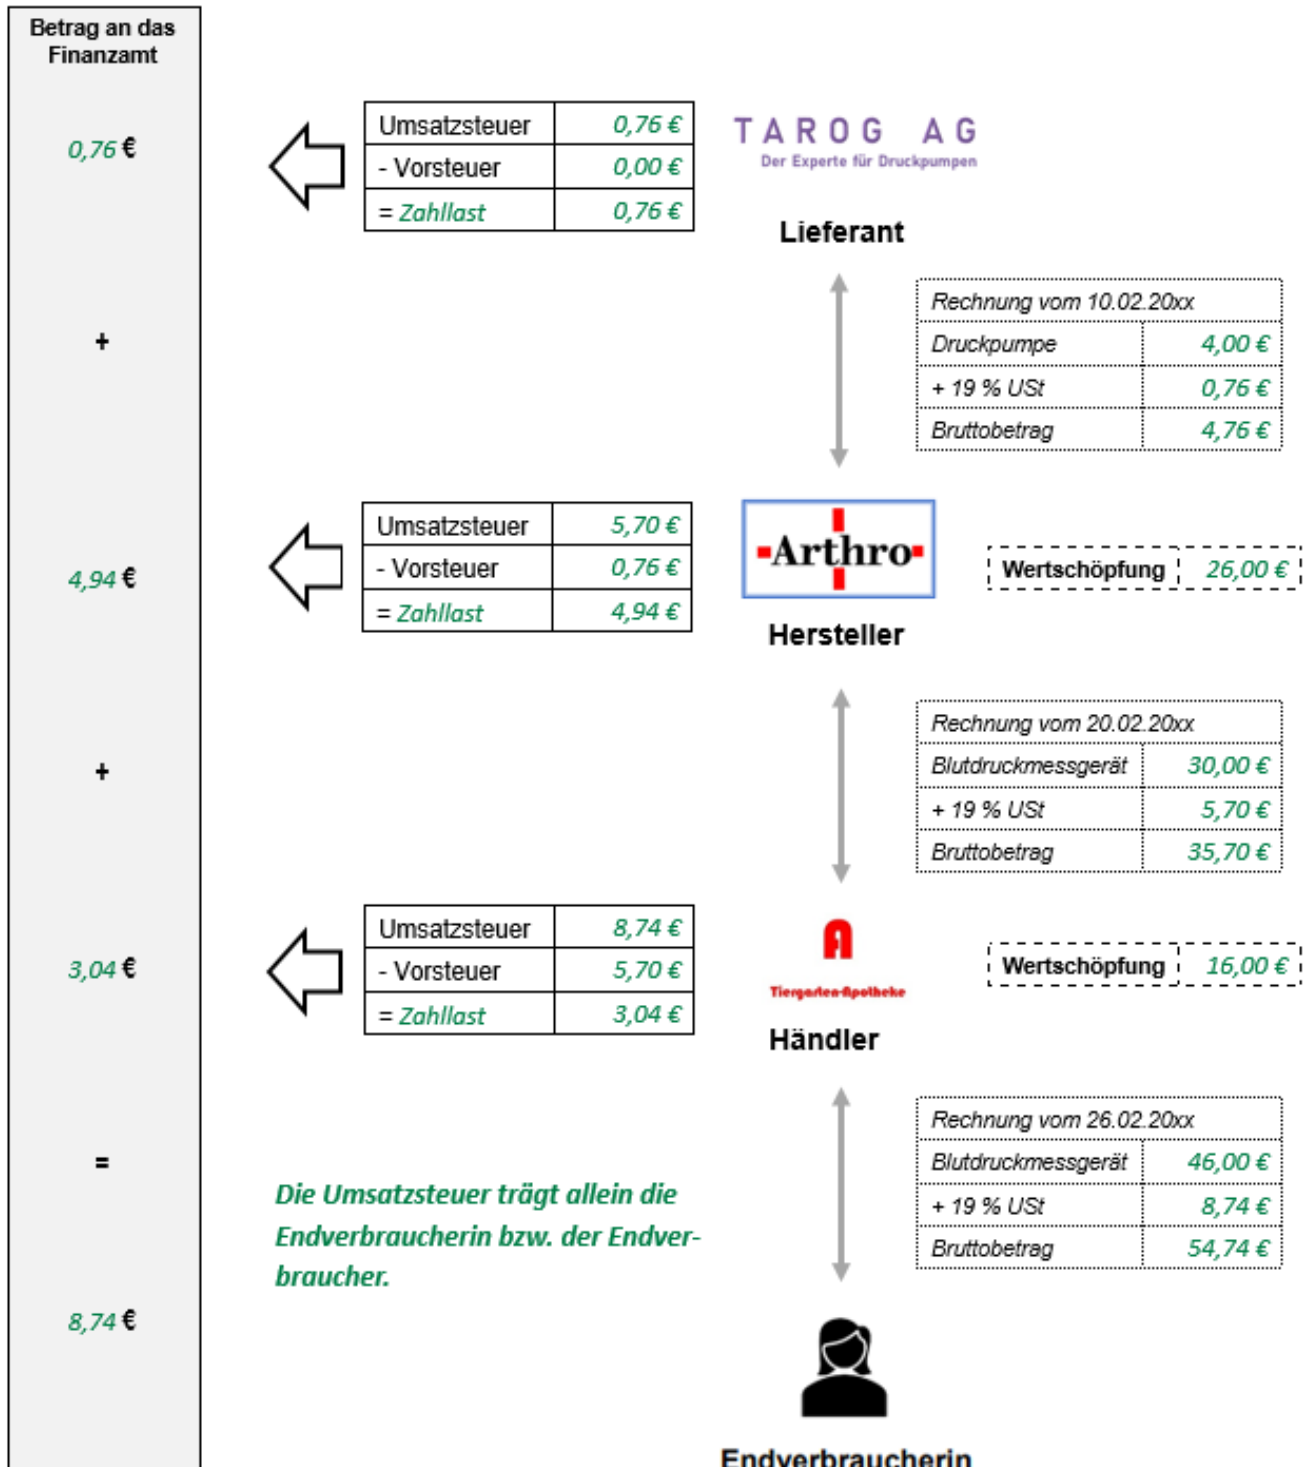 Betrag an das
Finanzamt
0,76 €
+
4,94 €
+
3,04 €
=
8,74 €
Umsatzsteuer 0,76 €
- Vorsteuer 0,00 €
= Zahllast 0,76 €
TAROG AG
Der Experte für Druckpumpen
Lieferant
Rechnung vom 10.02.20xx
Druckpumpe 4,00 €
+ 19 % USt 0,76 €
Bruttobetrag 4,76 €
Umsatzsteuer 5,70 €
- Vorsteuer 0,76 €
= Zahllast 4,94 €
Arthro
Hersteller
Wertschöpfung 26,00 €
Rechnung vom 20.02.20xx
Blutdruckmessgerät 30,00 €
+ 19 % USt 5,70 €
Bruttobetrag 35,70 €
Umsatzsteuer 8,74 €
- Vorsteuer 5,70 €
= Zahllast 3,04 €
A
Tiergarten-Apotheke
Händler
Wertschöpfung 16,00 €
Rechnung vom 26.02.20xx
Blutdruckmessgerät 46,00 €
+ 19 % USt 8,74 €
Bruttobetrag 54,74 €
Die Umsatzsteuer trägt allein die
Endverbraucherin bzw. der Endver-
braucher.
Endverbraucherin